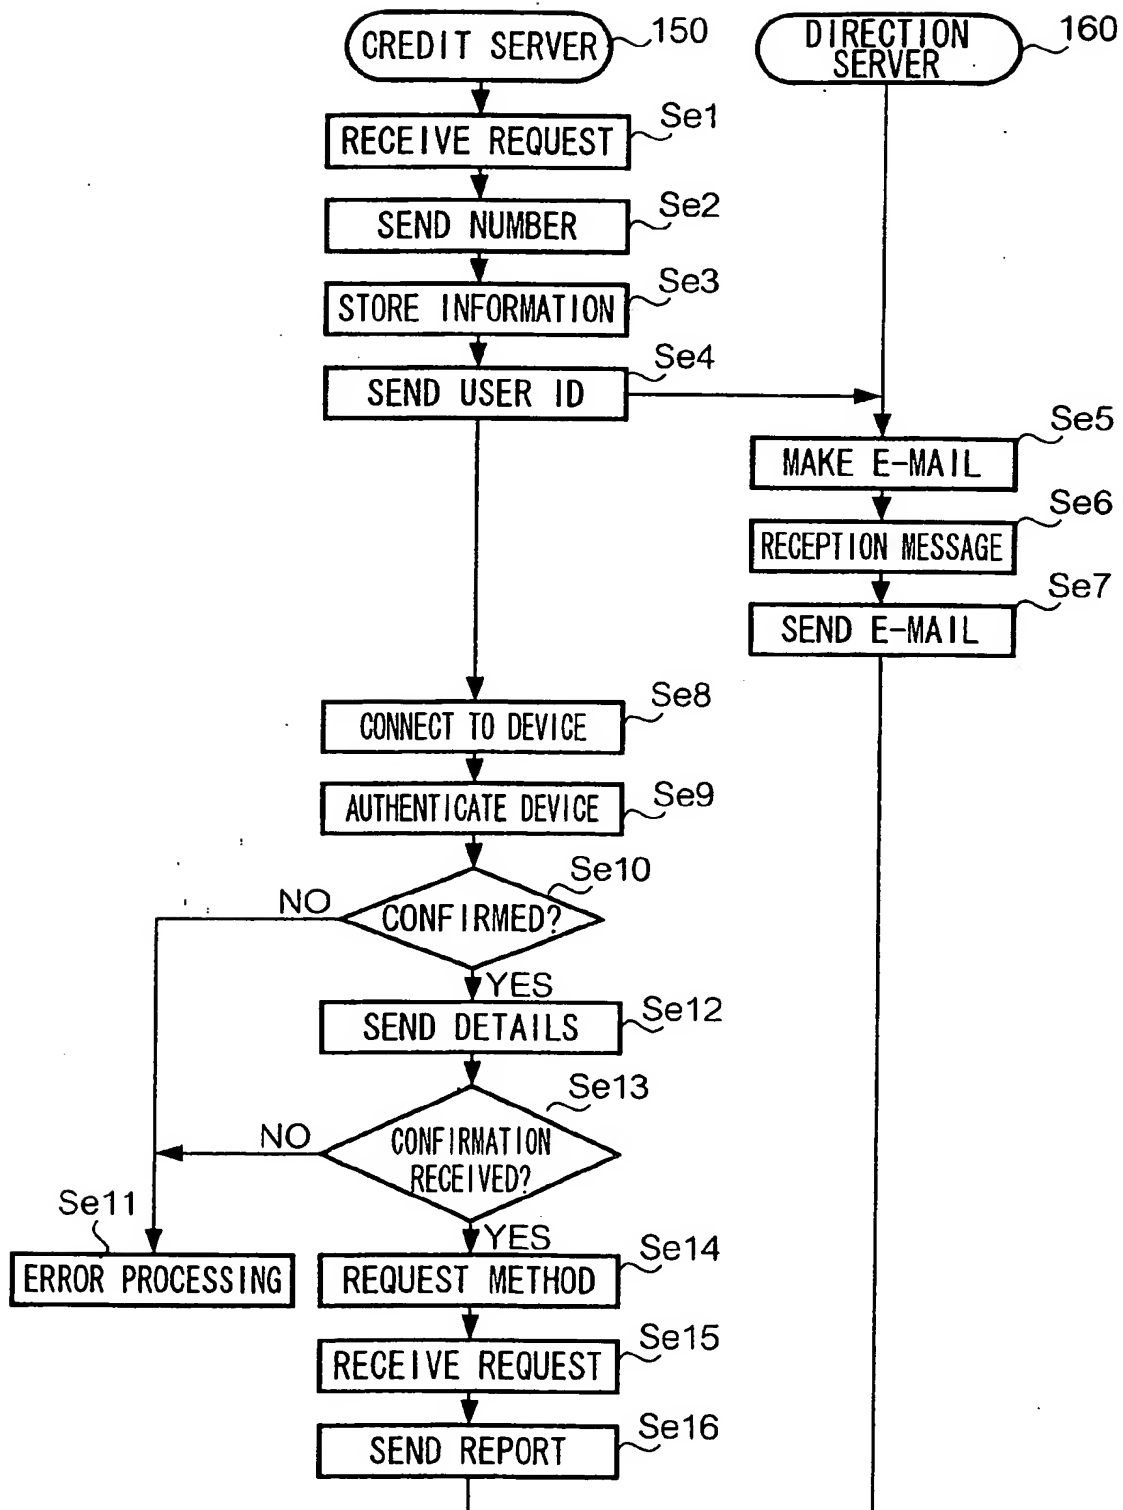 CREDIT SERVER
150
DIRECTION
SERVER
160
Se1
RECEIVE REQUEST
Se2
SEND NUMBER
Se3
STORE INFORMATION
Se4
SEND USER ID
Se5
MAKE E-MAIL
Se6
RECEPTION MESSAGE
Se7
SEND E-MAIL
Se8
CONNECT TO DEVICE
Se9
AUTHENTICATE DEVICE
Se10
NO
CONFIRMED?
YES
Se12
SEND DETAILS
Se13
NO
CONFIRMATION
RECEIVED?
Se11
YES
Se14
ERROR PROCESSING
REQUEST METHOD
Se15
RECEIVE REQUEST
Se16
SEND REPORT